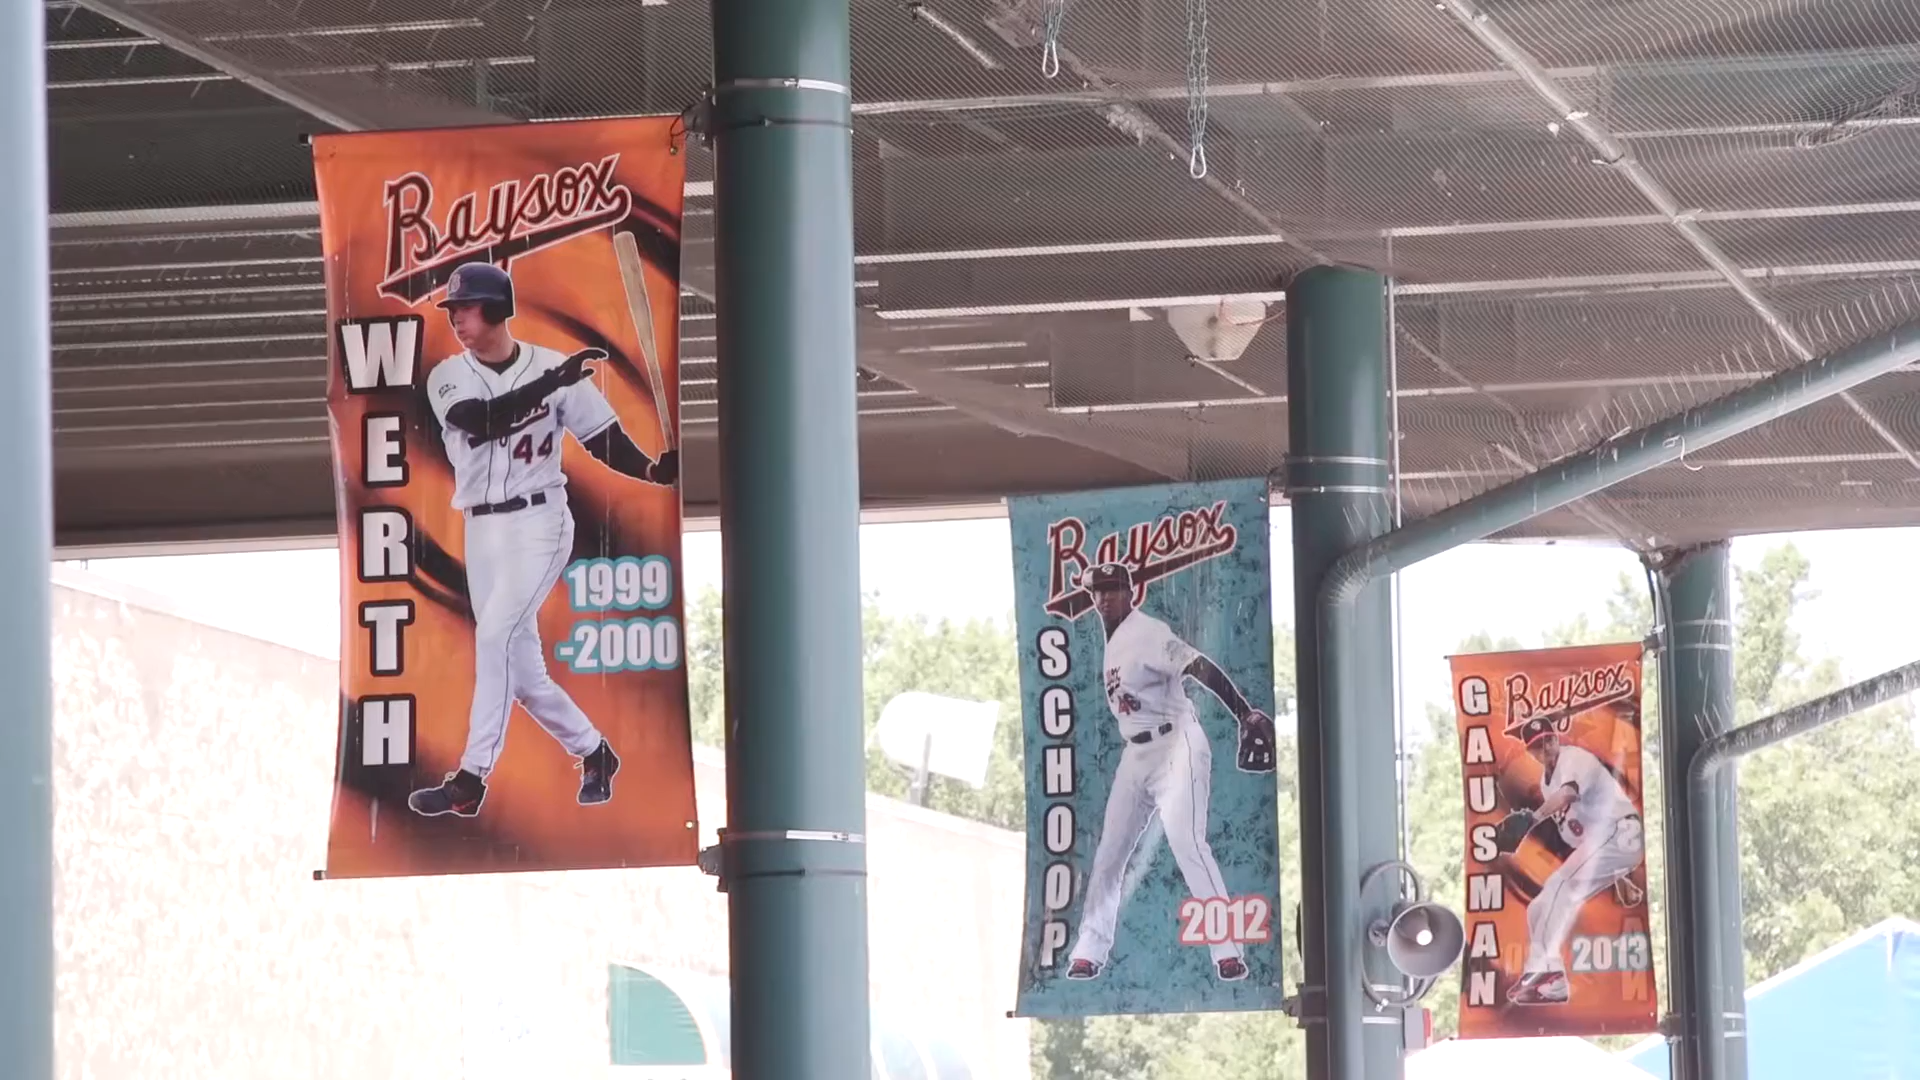 Baysox
WERTH
44
1999
-2000
Baysox
SCHOOP
2012
Baysox
GAUSMAN
2013